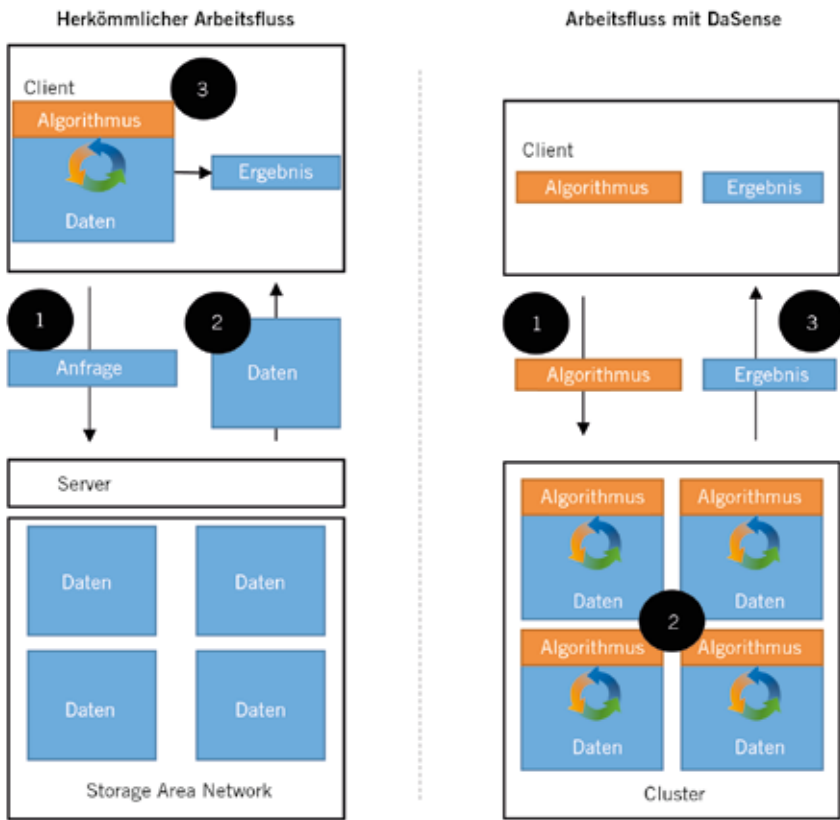 Herkömmlicher Arbeitsfluss
Client
3
Algorithmus
Daten
Ergebnis
1
Anfrage
2
Daten
Server
Daten
Daten
Daten
Daten
Storage Area Network
Arbeitsfluss mit DaSense
Client
Algorithmus
Ergebnis
1
Algorithmus
3
Ergebnis
Algorithmus
Algorithmus
Daten
Daten
2
Algorithmus
Algorithmus
Daten
Daten
Cluster